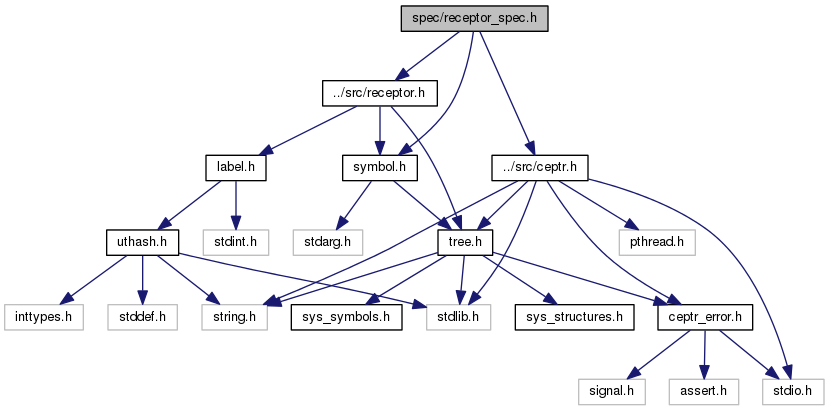 spec/receptor_spec.h
../src/receptor.h
label.h
symbol.h
../src/ceptr.h
uthash.h
stdint.h
stdarg.h
tree.h
pthread.h
inttypes.h
stddef.h
string.h
sys_symbols.h
stdlib.h
sys_structures.h
ceptr_error.h
signal.h
assert.h
stdio.h